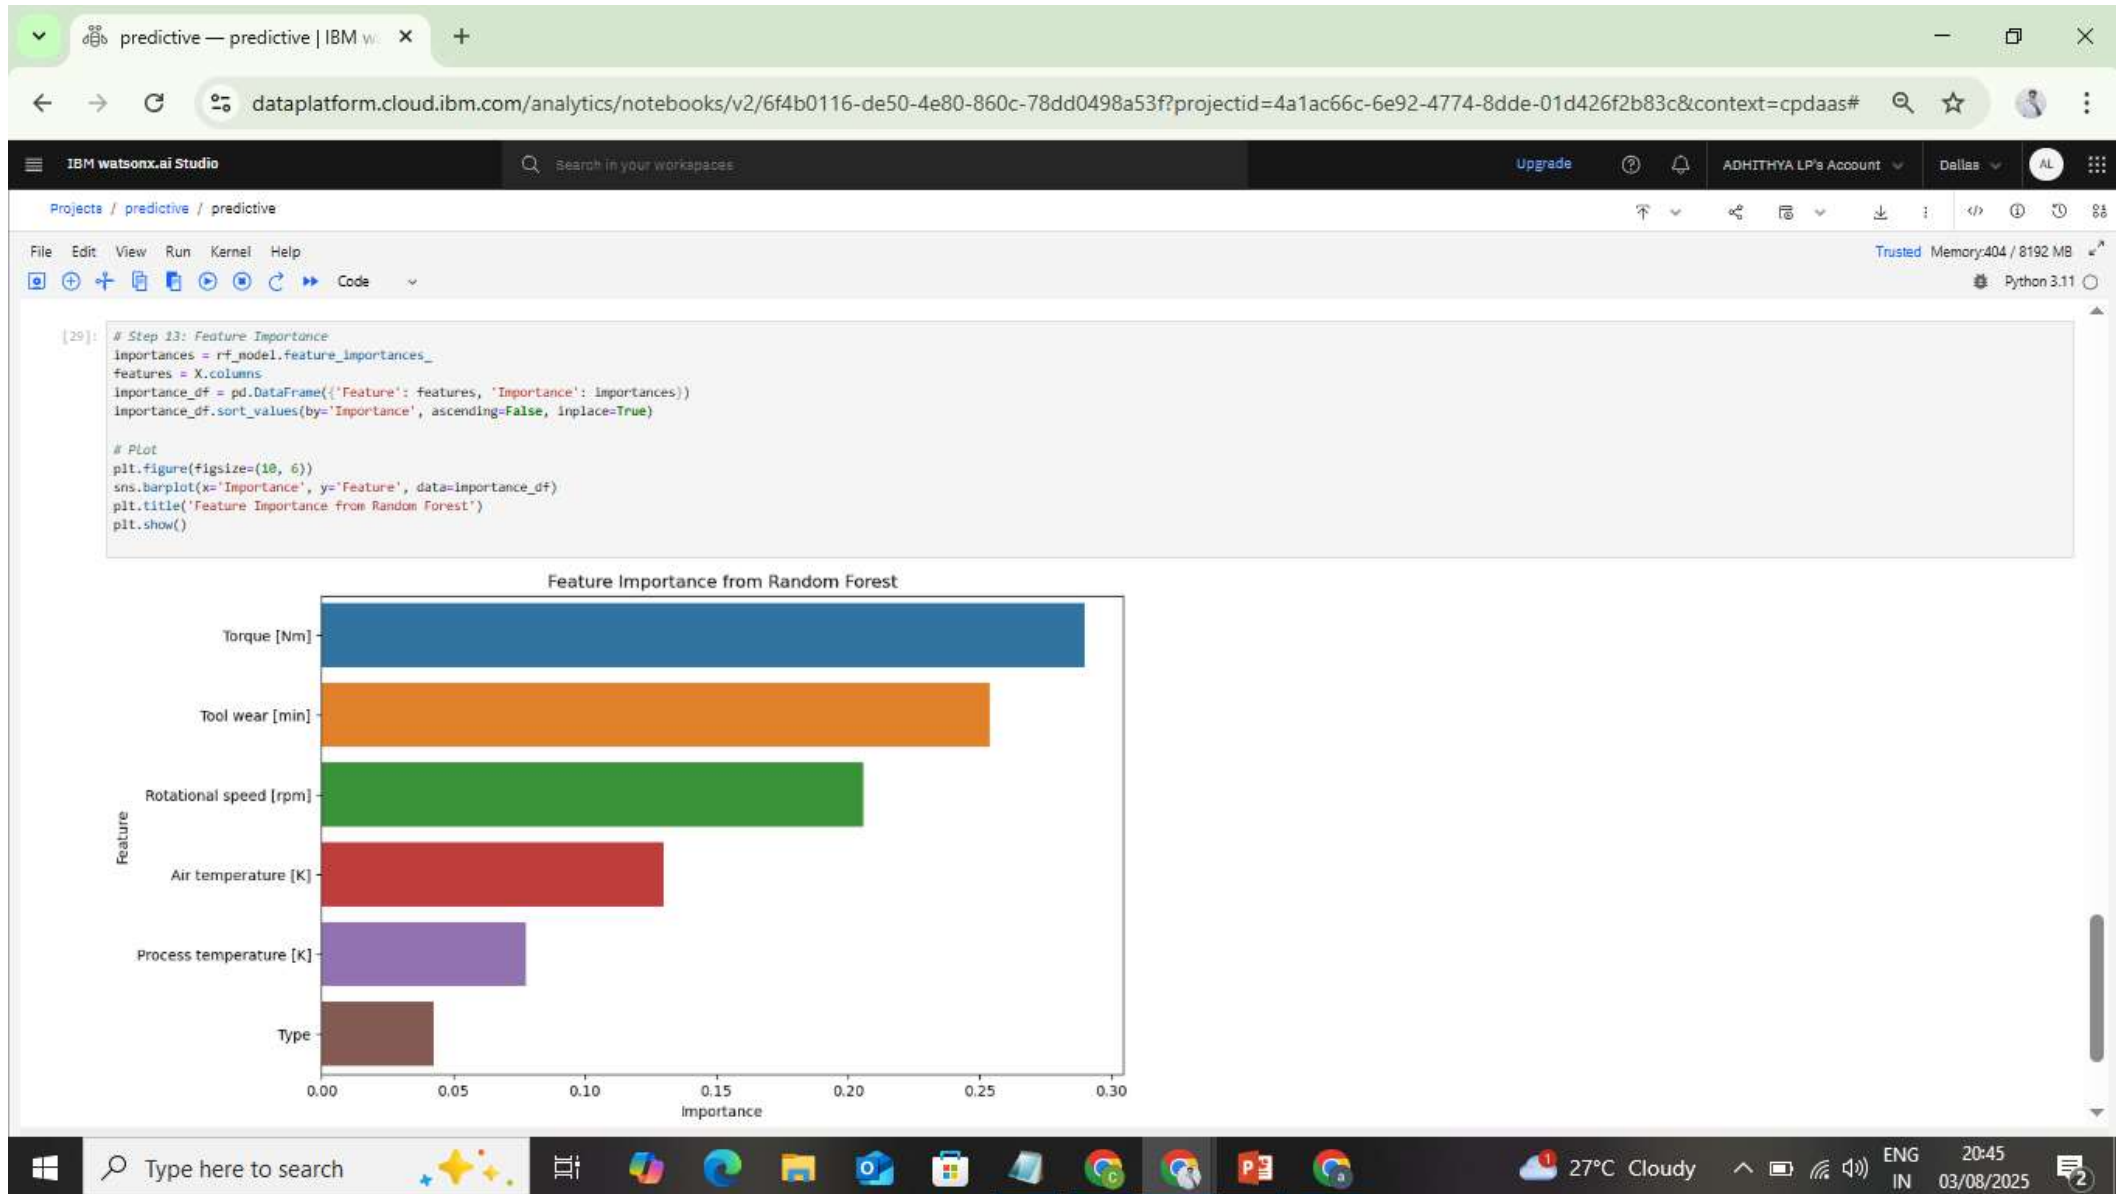 predictive — predictive | IBM w
dataplatform.cloud.ibm.com/analytics/notebooks/v2/6f4b0116-de50-4e80-860c-78dd0498a53f?projectid=4a1ac66c-6e92-4774-8dde-01d426f2b83c&context=cpdaas#
IBM watsonx.ai Studio
Search in your workspaces
Upgrade
ADHITHYA LP's Account
Dallas
AL
Projects / predictive / predictive
File Edit View Run Kernel Help
Trusted Memory:404 / 8192 MB
Code
Python 3.11
[29]:
# Step 13: Feature Importance
importances = rf_model.feature_importances_
features = X.columns
importance_df = pd.DataFrame({'Feature': features, 'Importance': importances})
importance_df.sort_values(by='Importance', ascending=False, inplace=True)
# Plot
plt.figure(figsize=(10, 6))
sns.barplot(x='Importance', y='Feature', data=importance_df)
plt.title('Feature Importance from Random Forest')
plt.show()
Feature Importance from Random Forest
Torque [Nm]
Tool wear [min]
Rotational speed [rpm]
Feature
Air temperature [K]
Process temperature [K]
Type
0.00 0.05 0.10 0.15 0.20 0.25 0.30
Importance
Type here to search
1
27°C Cloudy
ENG
IN
20:45
03/08/2025
2